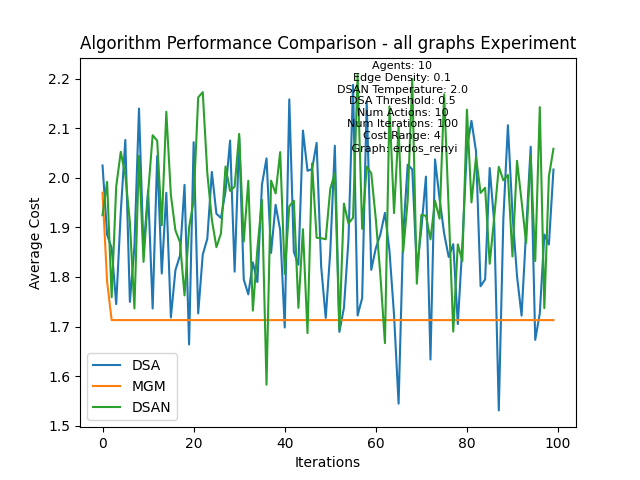 Algorithm Performance Comparison - all graphs Experiment
Agents: 10
Edge Density: 0.1
DSAN Temperature: 2.0
DSA Threshold: 0.5
Num Actions: 10
Num Iterations: 100
Cost Range: 4
Graph: erdos_renyi
2.2
2.1
2.0
1.9
1.8
1.7
1.6
1.5
Average Cost
DSA
MGM
DSAN
0
20
40
60
80
100
Iterations